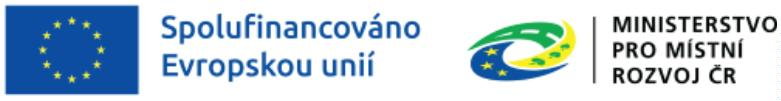 Spolufinancováno
Evropskou unií
MINISTERSTVO
PRO MÍSTNÍ
ROZVOJ ČR